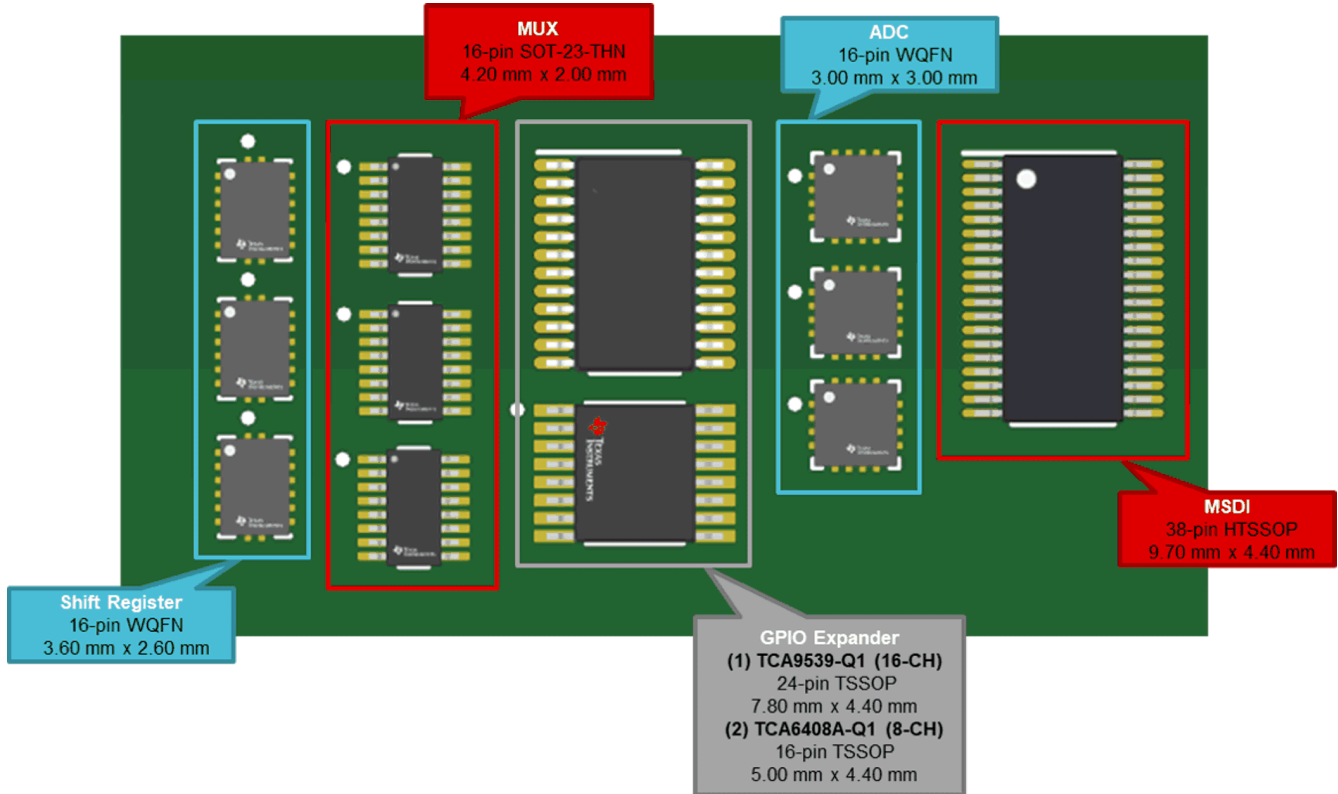 MUX
16-pin SOT-23-THN
4.20 mm x 2.00 mm
ADC
16-pin WQFN
3.00 mm x 3.00 mm
TEXAS
INSTRUMENTS
MSDI
38-pin HTSSOP
9.70 mm x 4.40 mm
Shift Register
16-pin WQFN
3.60 mm x 2.60 mm
GPIO Expander
(1) TCA9539-Q1 (16-CH)
24-pin TSSOP
7.80 mm x 4.40 mm
(2) TCA6408A-Q1 (8-CH)
16-pin TSSOP
5.00 mm x 4.40 mm